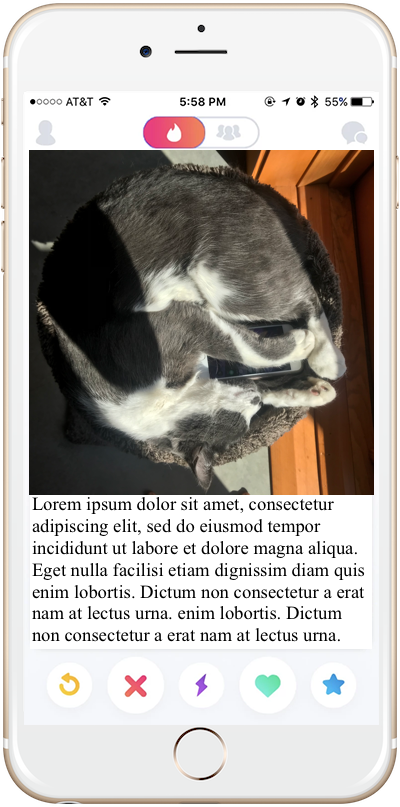 ●○○○○ AT&T 5:58 PM 55%
Lorem ipsum dolor sit amet, consectetur
adipiscing elit, sed do eiusmod tempor
incididunt ut labore et dolore magna aliqua.
Eget nulla facilisi etiam dignissim diam quis
enim lobortis. Dictum non consectetur a erat
nam at lectus urna. enim lobortis. Dictum
non consectetur a erat nam at lectus urna.